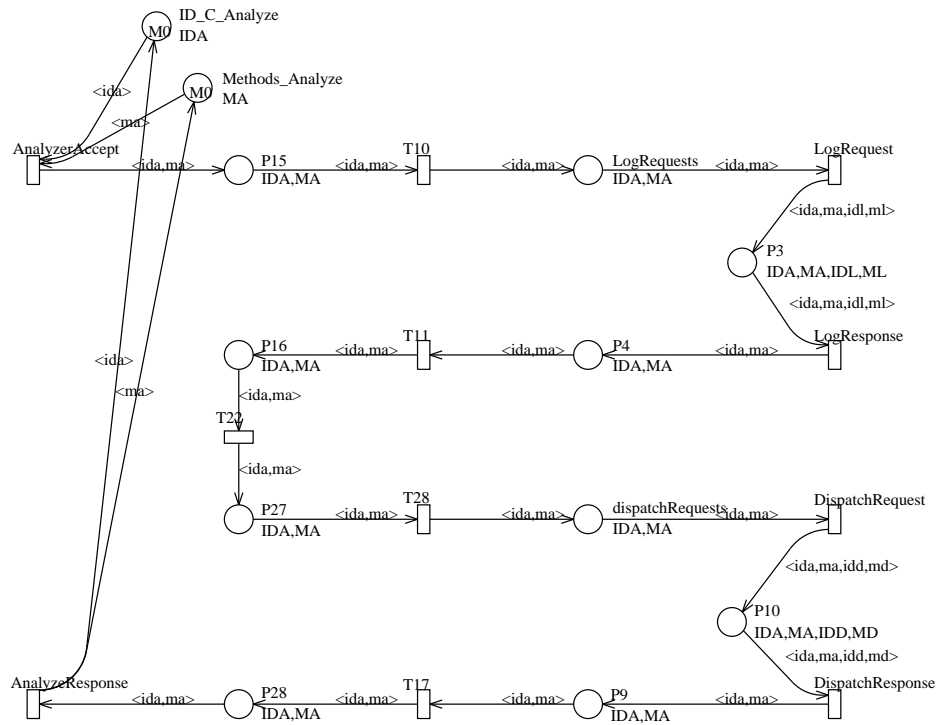 ID_C_Analyze
M0
IDA
Methods_Analyze
<ida>
M0
MA
<ma>
AnalyzerAccept
T10
LogRequest
<ida,ma>
P15
<ida,ma>
<ida,ma>
LogRequests
<ida,ma>
IDA,MA
IDA,MA
<ida,ma,idl,ml>
P3
IDA,MA,IDL,ML
<ida,ma,idl,ml>
T11
LogResponse
P16
<ida,ma>
<ida,ma>
P4
<ida,ma>
IDA,MA
IDA,MA
<ida>
<ma>
<ida,ma>
T22
<ida,ma>
T28
DispatchRequest
P27
<ida,ma>
<ida,ma>
dispatchRequests
<ida,ma>
IDA,MA
IDA,MA
<ida,ma,idd,md>
P10
IDA,MA,IDD,MD
<ida,ma,idd,md>
AnalyzeResponse
T17
DispatchResponse
<ida,ma>
P28
<ida,ma>
<ida,ma>
P9
<ida,ma>
IDA,MA
IDA,MA